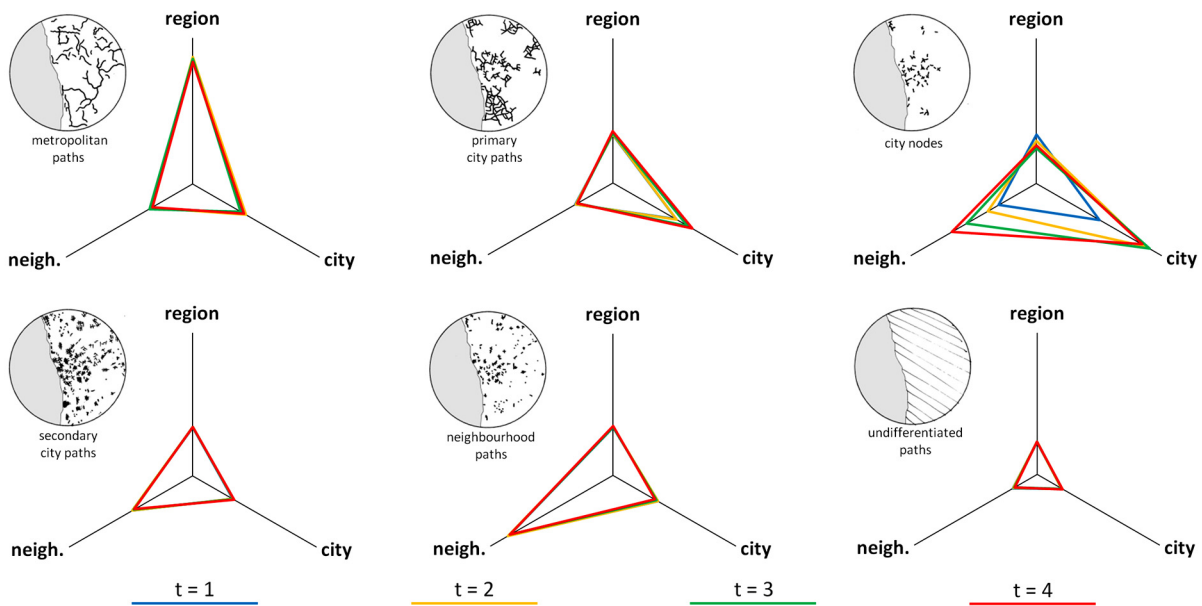 region
region
region
metropolitan
paths
primary
city paths
city nodes
neigh.
city
neigh.
city
neigh.
city
region
region
region
secondary
city paths
neighbourhood
paths
undifferentiated
paths
neigh.
city
neigh.
city
neigh.
city
t = 1
t = 2
t = 3
t = 4